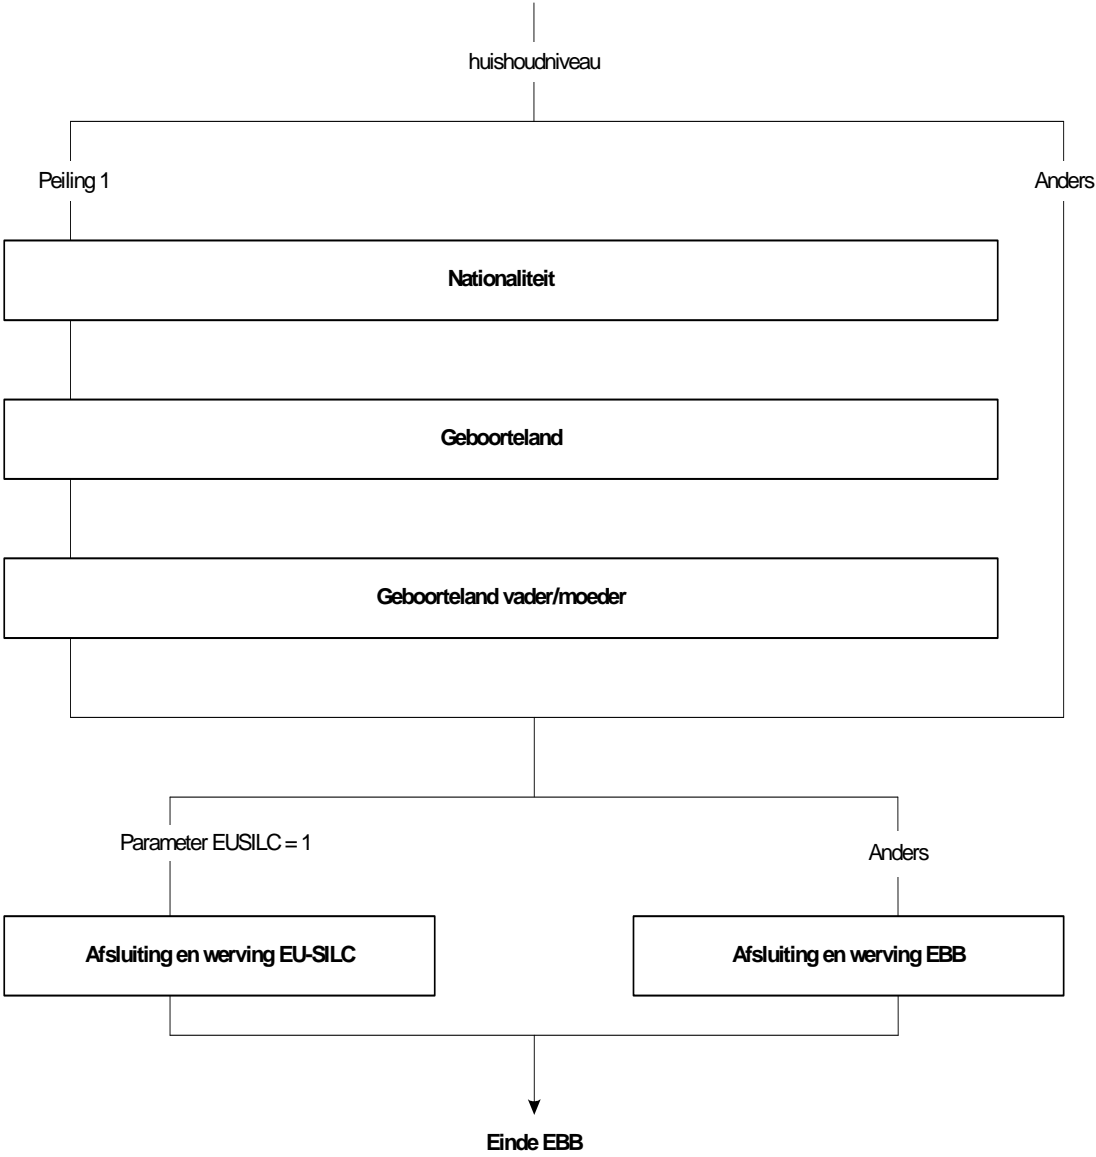 huishoudniveau
Peiling 1
Anders
Nationaliteit
Geboorteland
Geboorteland vader/moeder
Parameter EUSILC = 1
Anders
Afsluiting en werving EU-SILC
Afsluiting en werving EBB
Einde EBB